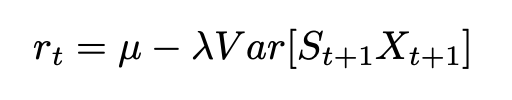 r_t = μ − λVar[S_{t+1}X_{t+1}]